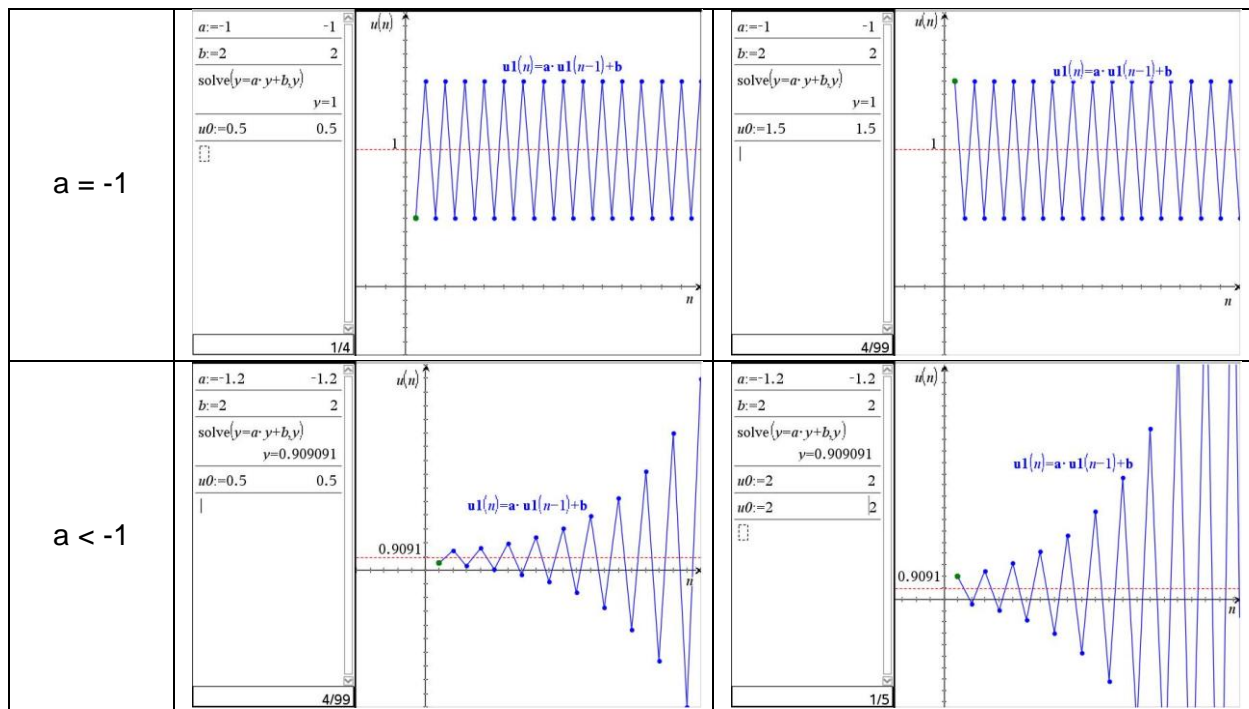 a = -1
a:=-1 -1
b:=2 2
solve(y=a·y+b,y)
y=1
u0:=0.5 0.5
1/4
u(n)
u1(n)=a·u1(n-1)+b
1
n
a:=-1 -1
b:=2 2
solve(y=a·y+b,y)
y=1
u0:=1.5 1.5
4/99
u(n)
u1(n)=a·u1(n-1)+b
1
n
a < -1
a:=-1.2 -1.2
b:=2 2
solve(y=a·y+b,y)
y=0.909091
u0:=0.5 0.5
4/99
u(n)
u1(n)=a·u1(n-1)+b
0.9091
n
a:=-1.2 -1.2
b:=2 2
solve(y=a·y+b,y)
y=0.909091
u0:=2 2
u0:=2 2
1/5
u(n)
u1(n)=a·u1(n-1)+b
0.9091
n